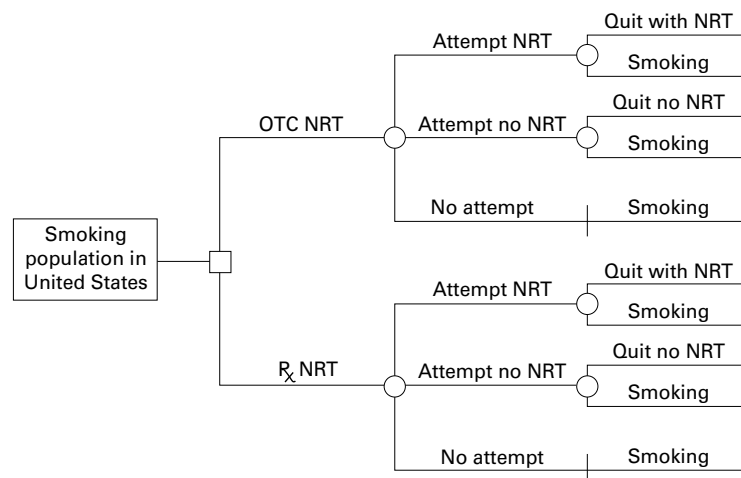 Quit with NRT
Attempt NRT
Smoking
Quit no NRT
OTC NRT
Attempt no NRT
Smoking
No attempt
Smoking
Smoking
population in
United States
Quit with NRT
Attempt NRT
Smoking
Quit no NRT
℞ NRT
Attempt no NRT
Smoking
No attempt
Smoking